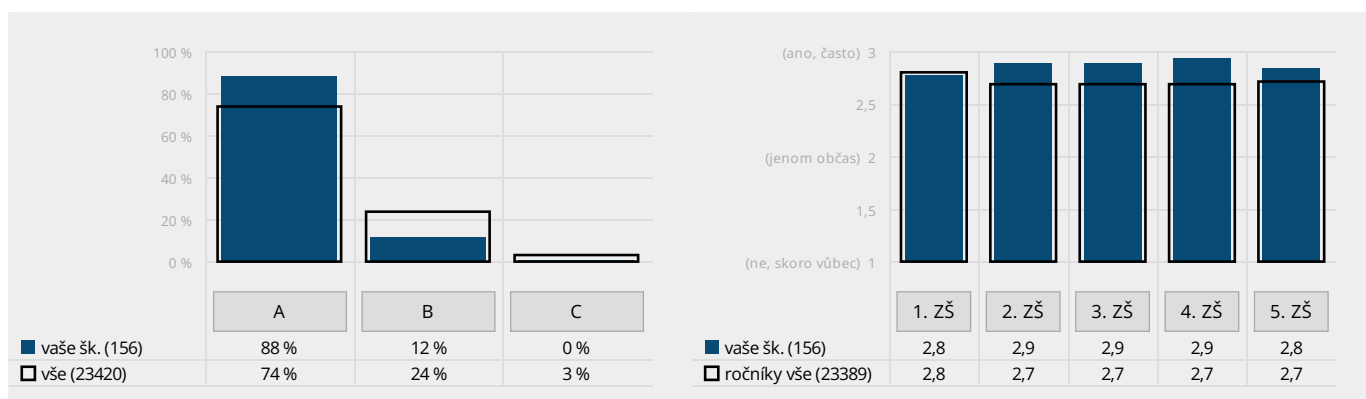 100 %
80 %
60 %
40 %
20 %
0 %
A B C
vaše šk. (156) 88 % 12 % 0 %
vše (23420) 74 % 24 % 3 %
(ano, často) 3
2,5
(jenom občas) 2
1,5
(ne, skoro vůbec) 1
1. ZŠ 2. ZŠ 3. ZŠ 4. ZŠ 5. ZŠ
vaše šk. (156) 2,8 2,9 2,9 2,9 2,8
ročníky vše (23389) 2,8 2,7 2,7 2,7 2,7